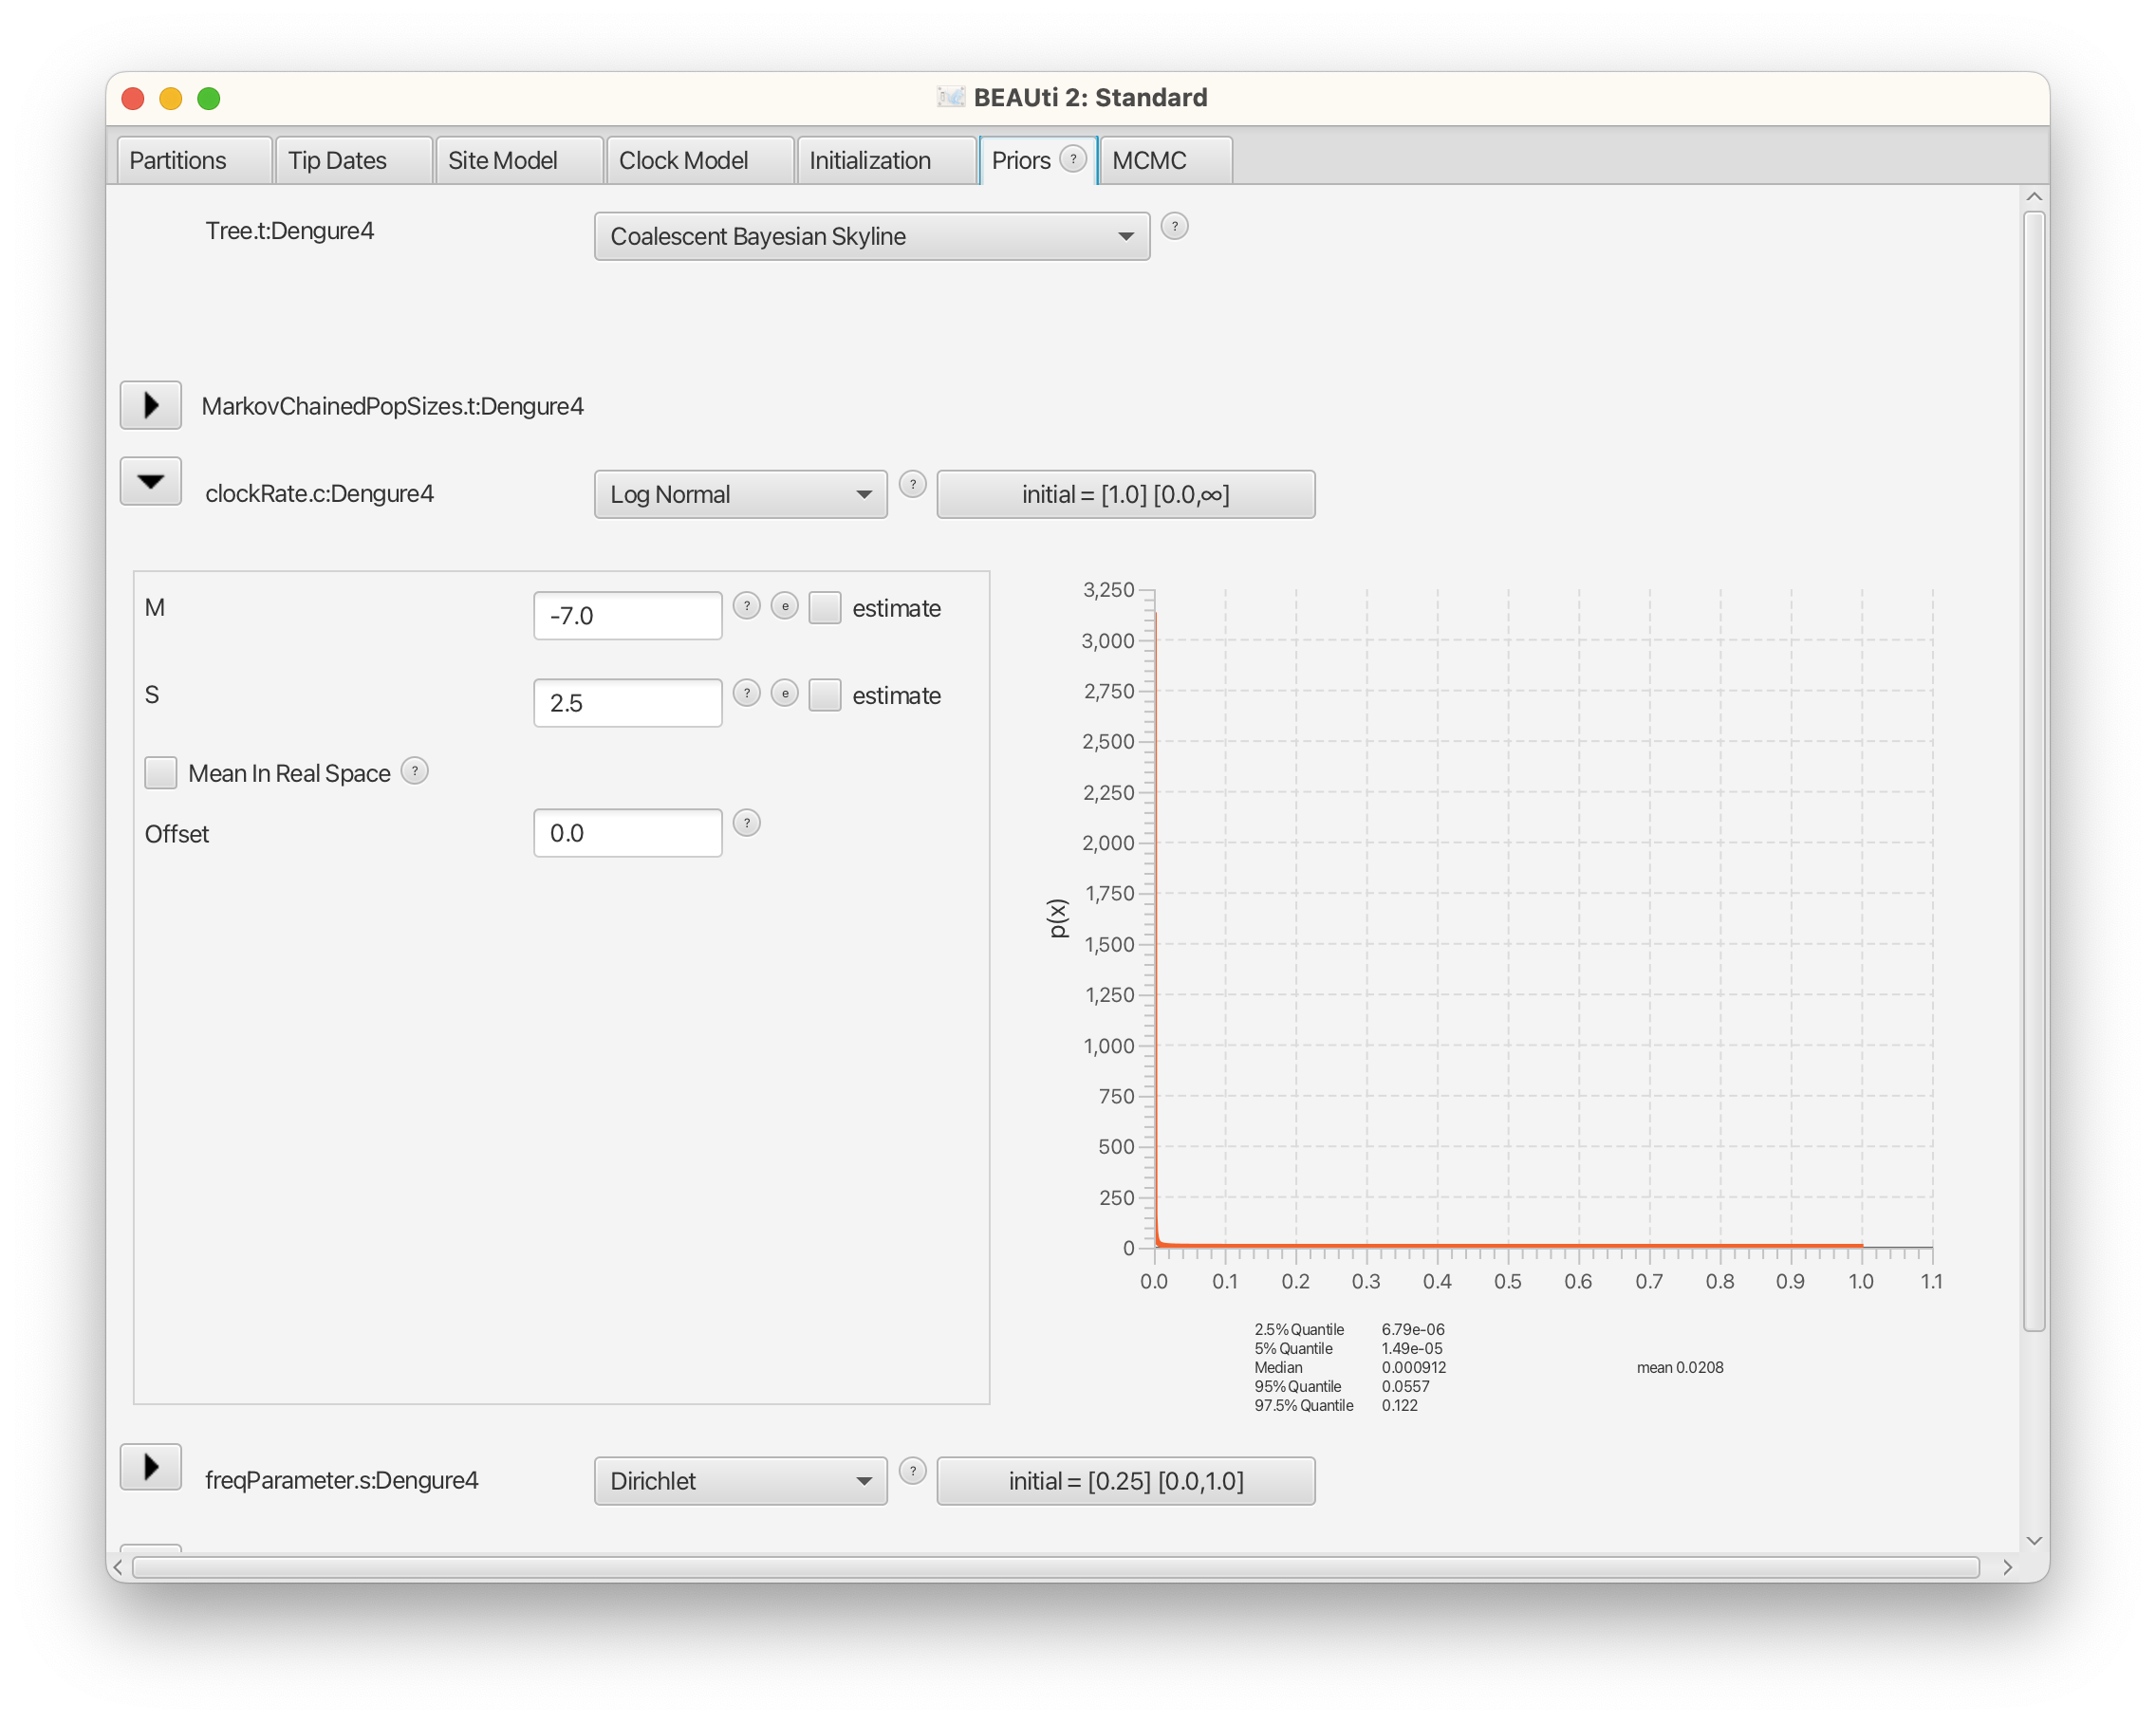 BEAUti 2: Standard
Partitions Tip Dates Site Model Clock Model Initialization Priors ? MCMC
Tree.t:Dengure4 Coalescent Bayesian Skyline ?
MarkovChainedPopSizes.t:Dengure4
clockRate.c:Dengure4 Log Normal ? initial = [1.0] [0.0,∞]
M -7.0 ? e estimate
S 2.5 ? e estimate
Mean In Real Space ?
Offset 0.0 ?
3,250
3,000
2,750
2,500
2,250
2,000
1,750
1,500
1,250
1,000
750
500
250
0
p(x)
0.0 0.1 0.2 0.3 0.4 0.5 0.6 0.7 0.8 0.9 1.0 1.1
2.5% Quantile 6.79e-06
5% Quantile 1.49e-05
Median 0.000912 mean 0.0208
95% Quantile 0.0557
97.5% Quantile 0.122
freqParameter.s:Dengure4 Dirichlet ? initial = [0.25] [0.0,1.0]